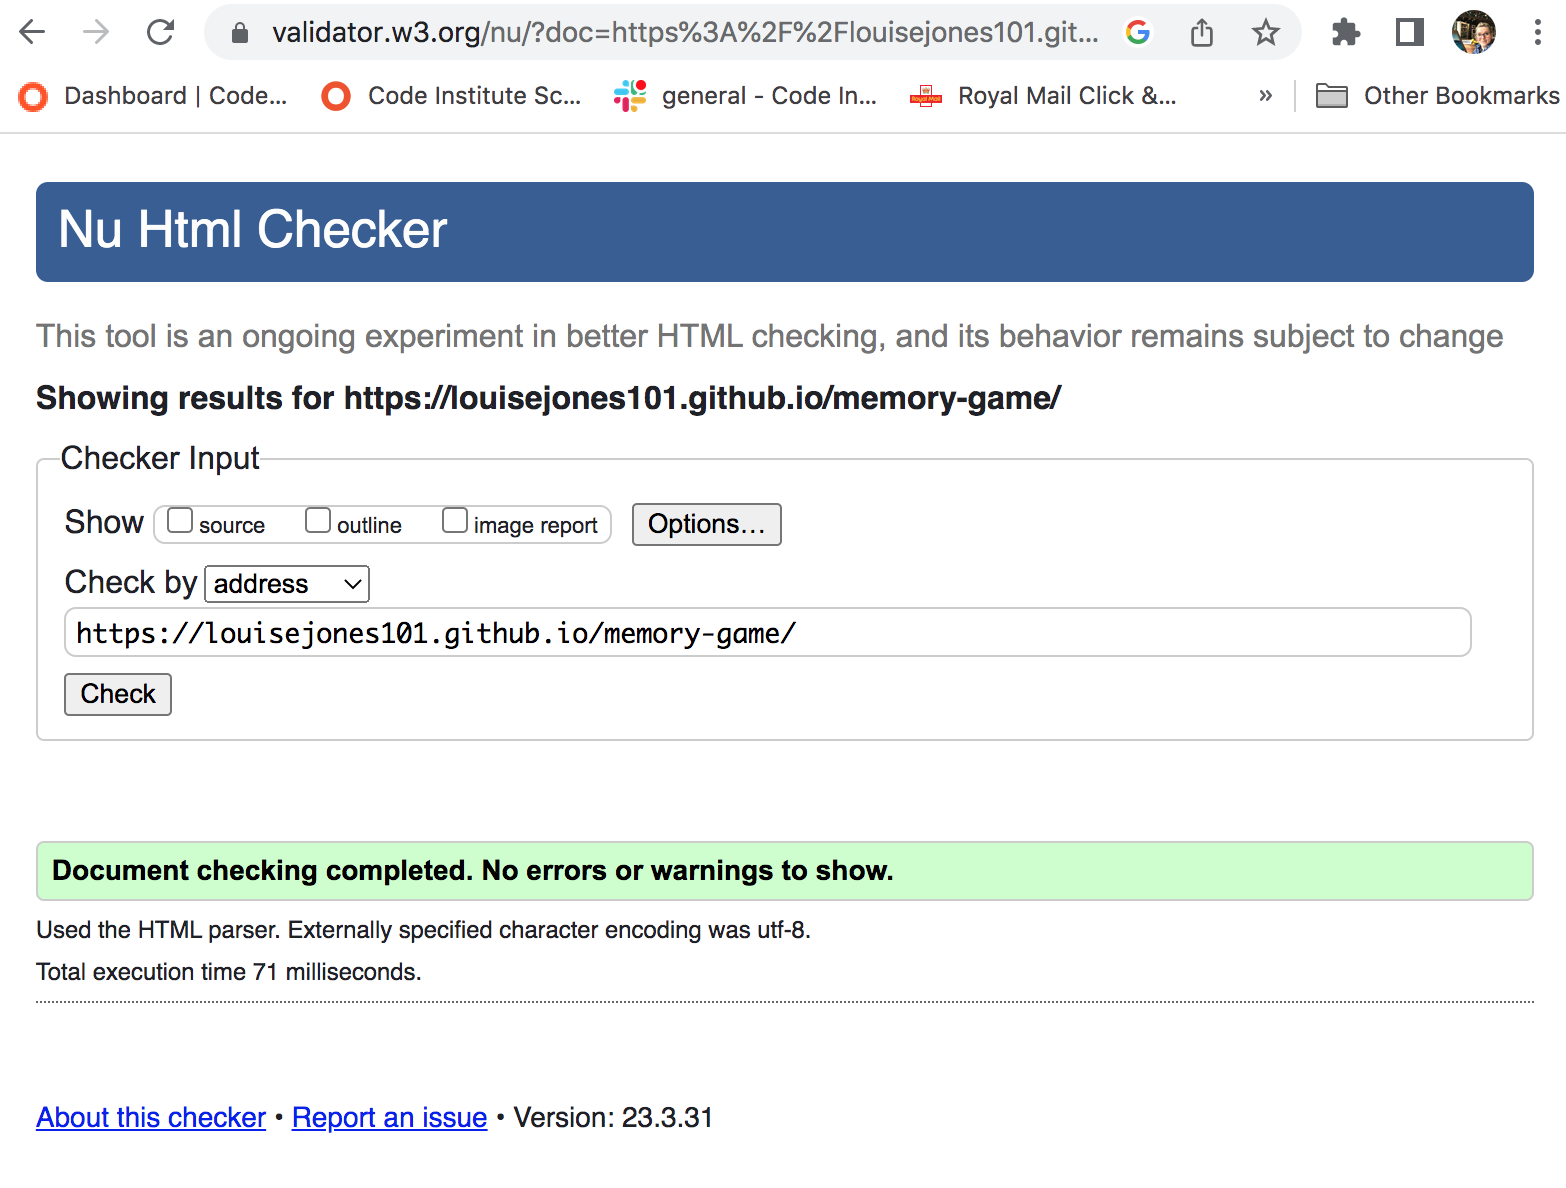 validator.w3.org/nu/?doc=https%3A%2F%2Flouisejones101.git...
Dashboard | Code... Code Institute Sc... general - Code In... Royal Mail Click &... » Other Bookmarks
Nu Html Checker
This tool is an ongoing experiment in better HTML checking, and its behavior remains subject to change
Showing results for https://louisejones101.github.io/memory-game/
Checker Input
Show source outline image report Options...
Check by address
https://louisejones101.github.io/memory-game/
Check
Document checking completed. No errors or warnings to show.
Used the HTML parser. Externally specified character encoding was utf-8.
Total execution time 71 milliseconds.
About this checker • Report an issue • Version: 23.3.31